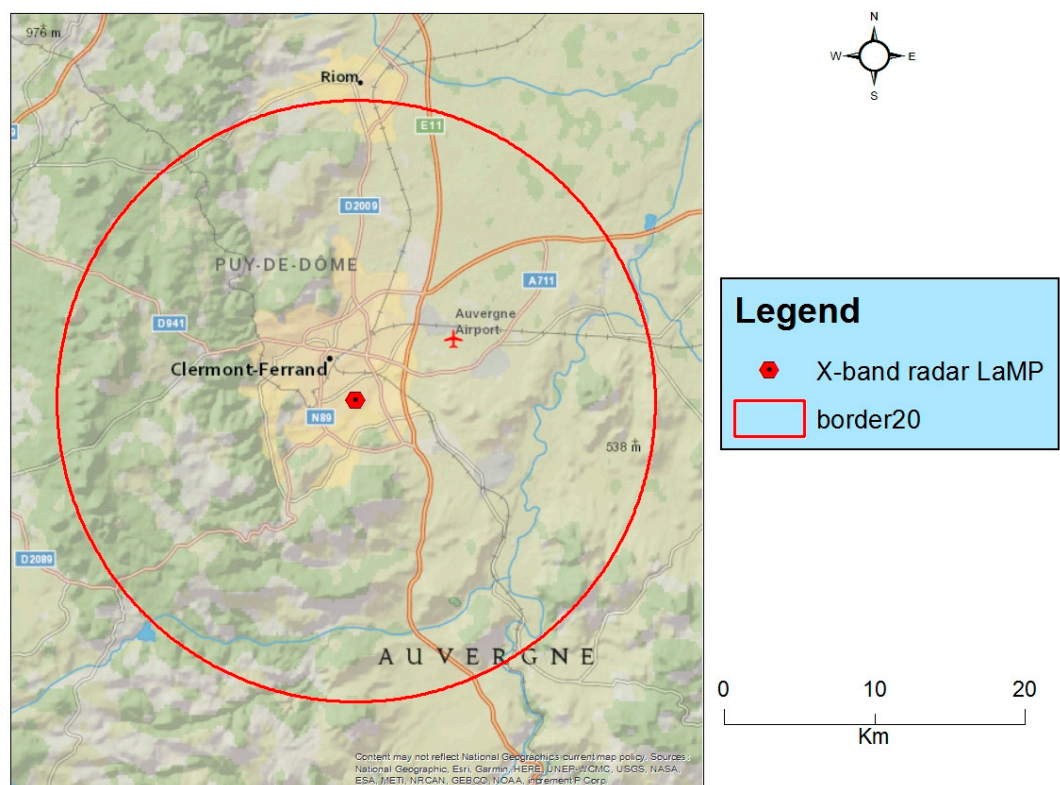 976 m
Riom
E11
D2009
PUY-DE-DÔME
A711
D941
Auvergne
Airport
Clermont-Ferrand
N89
538 m
D2089
AUVERGNE
Content may not reflect National Geographic's current map policy. Sources:
National Geographic, Esri, Garmin, HERE, UNEP-WCMC, USGS, NASA,
ESA, METI, NRCAN, GEBCO, NOAA, increment P Corp.
N
W
E
S
Legend
X-band radar LaMP
border20
0 10 20
Km